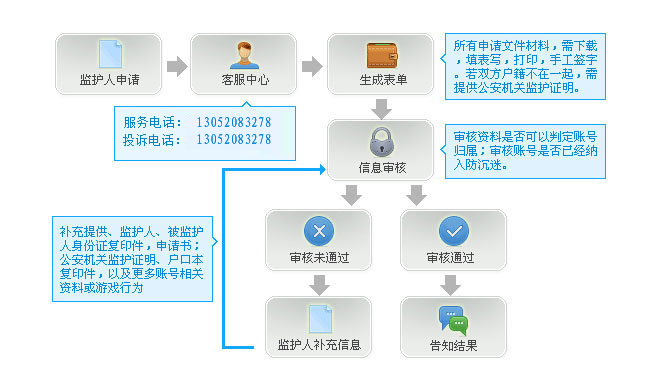 监护人申请
客服中心
生成表单
所有申请文件材料，需下载
，填表写，打印，手工签字
。若双方户籍不在一起，需
提供公安机关监护证明。
服务电话： 13052083278
投诉电话： 13052083278
信息审核
审核资料是否可以判定账号
归属；审核账号是否已经纳
入防沉迷。
补充提供、监护人、被监护
人身份证复印件，申请书；
公安机关监护证明、户口本
复印件，以及更多账号相关
资料或游戏行为
审核未通过
审核通过
监护人补充信息
告知结果